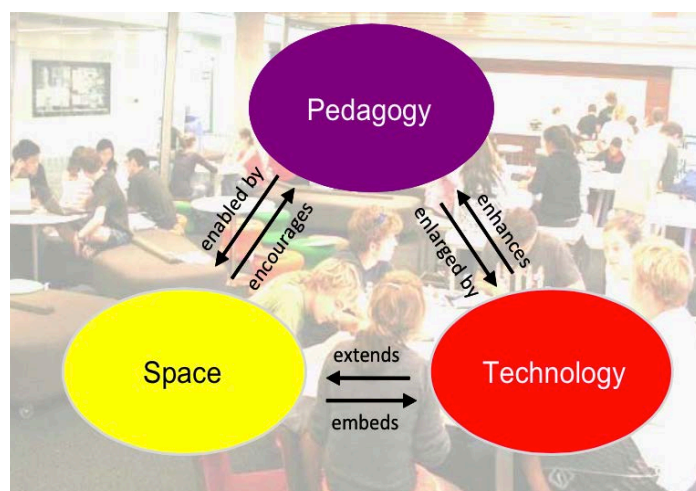 Pedagogy
enabled by
encourages
enlarged by
enhances
Space
extends
embeds
Technology